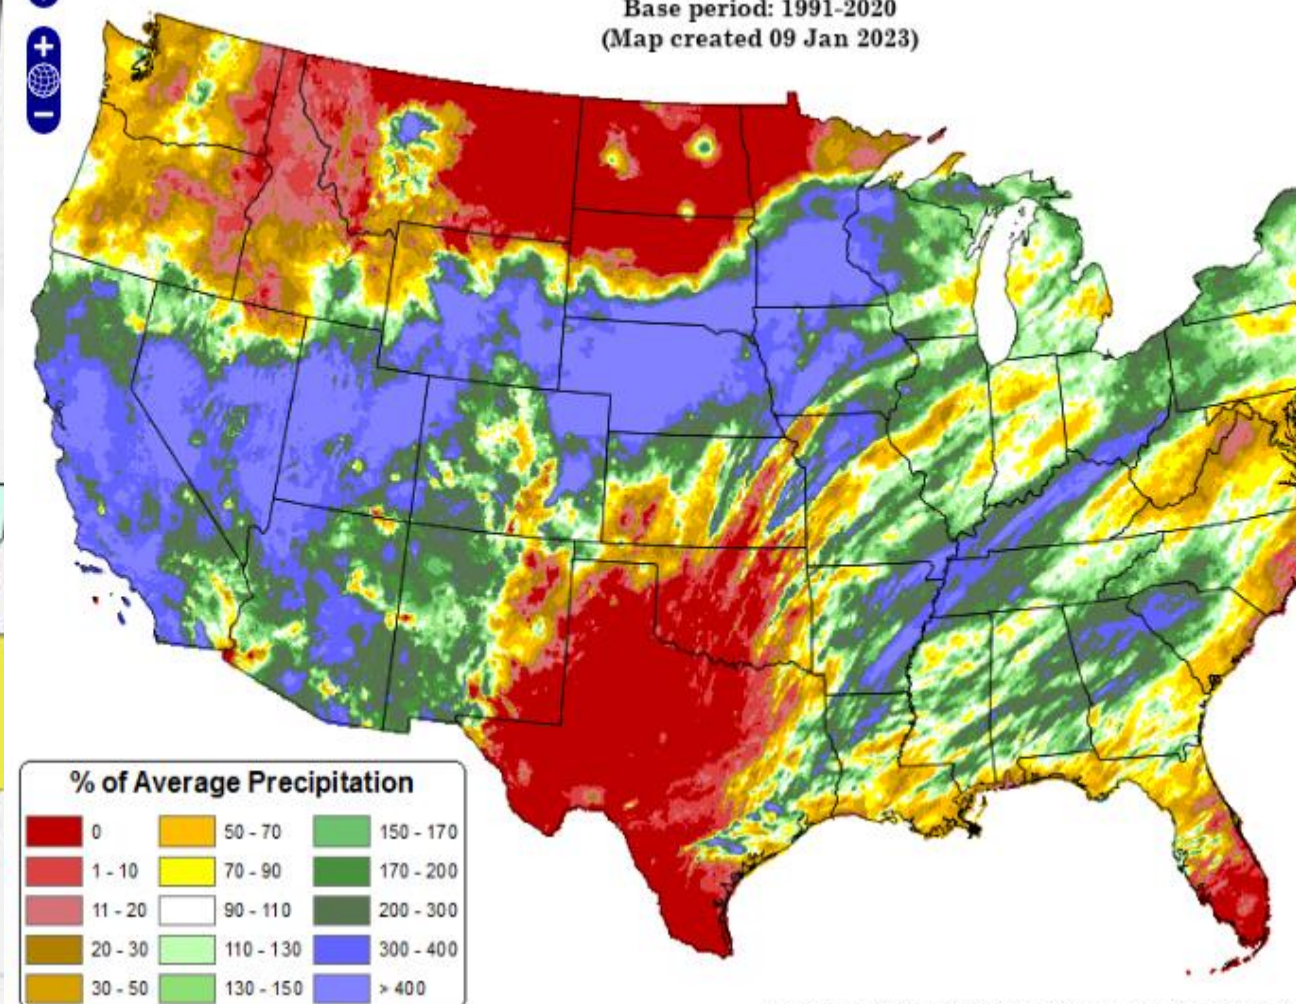 Base period: 1991-2020
(Map created 09 Jan 2023)
+
−
% of Average Precipitation
0
1 - 10
11 - 20
20 - 30
30 - 50
50 - 70
70 - 90
90 - 110
110 - 130
130 - 150
150 - 170
170 - 200
200 - 300
300 - 400
> 400